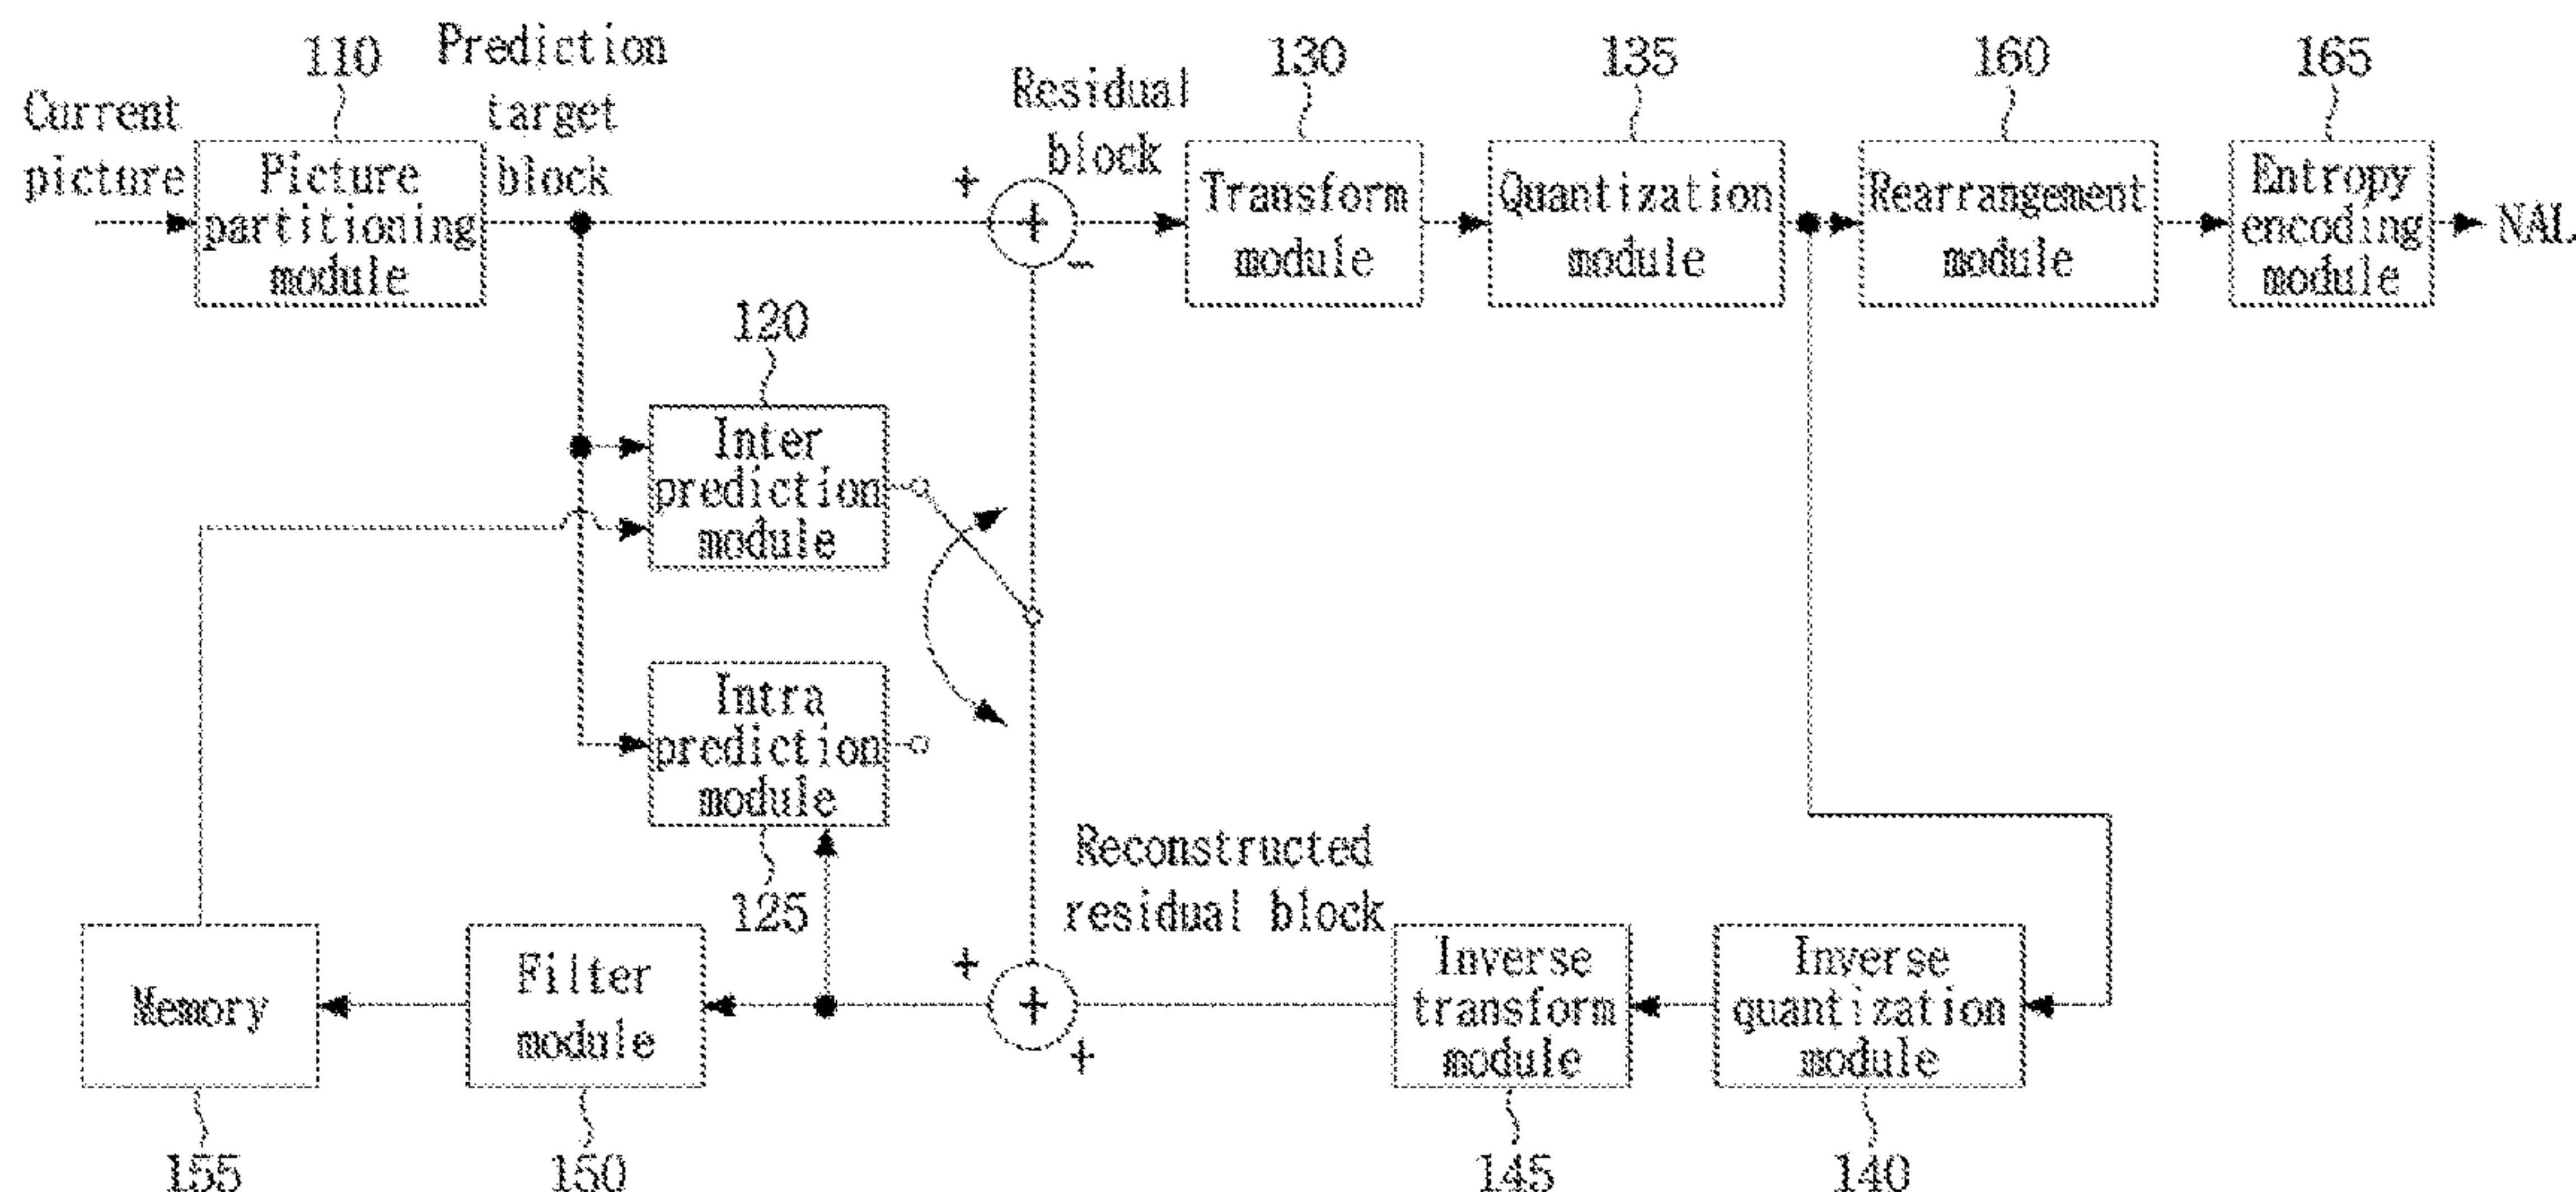 110
Prediction
target
block
Current
picture
Picture
partitioning
module
Residual
block
+
+
-
130
Transform
module
135
Quantization
module
160
Rearrangement
module
165
Entropy
encoding
module
NAL
120
Inter
prediction
module
Intra
prediction
module
125
Reconstructed
residual block
Memory
155
Filter
module
150
+
+
+
Inverse
transform
module
145
Inverse
quantization
module
140